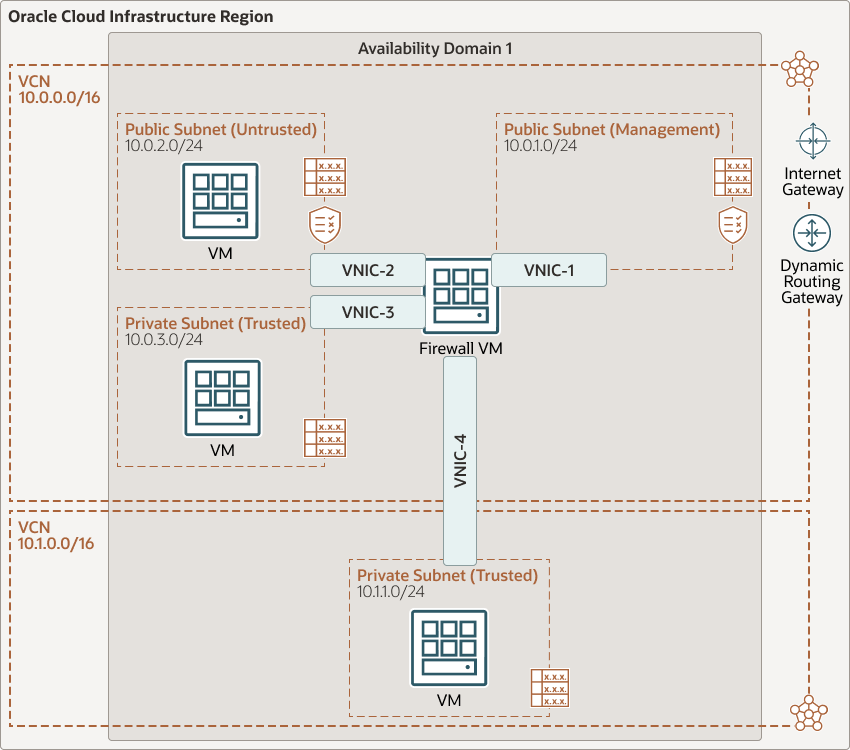 Oracle Cloud Infrastructure Region
Availability Domain 1
VCN
10.0.0.0/16
Public Subnet (Untrusted)
10.0.2.0/24
x.x.x.
x.x.x.
x.x.x.
VM
Public Subnet (Management)
10.0.1.0/24
x.x.x.
x.x.x.
x.x.x.
Internet
Gateway
Dynamic
Routing
Gateway
VNIC-2
VNIC-1
VNIC-3
Firewall VM
Private Subnet (Trusted)
10.0.3.0/24
x.x.x.
x.x.x.
x.x.x.
VM
VNIC-4
VCN
10.1.0.0/16
Private Subnet (Trusted)
10.1.1.0/24
x.x.x.
x.x.x.
x.x.x.
VM